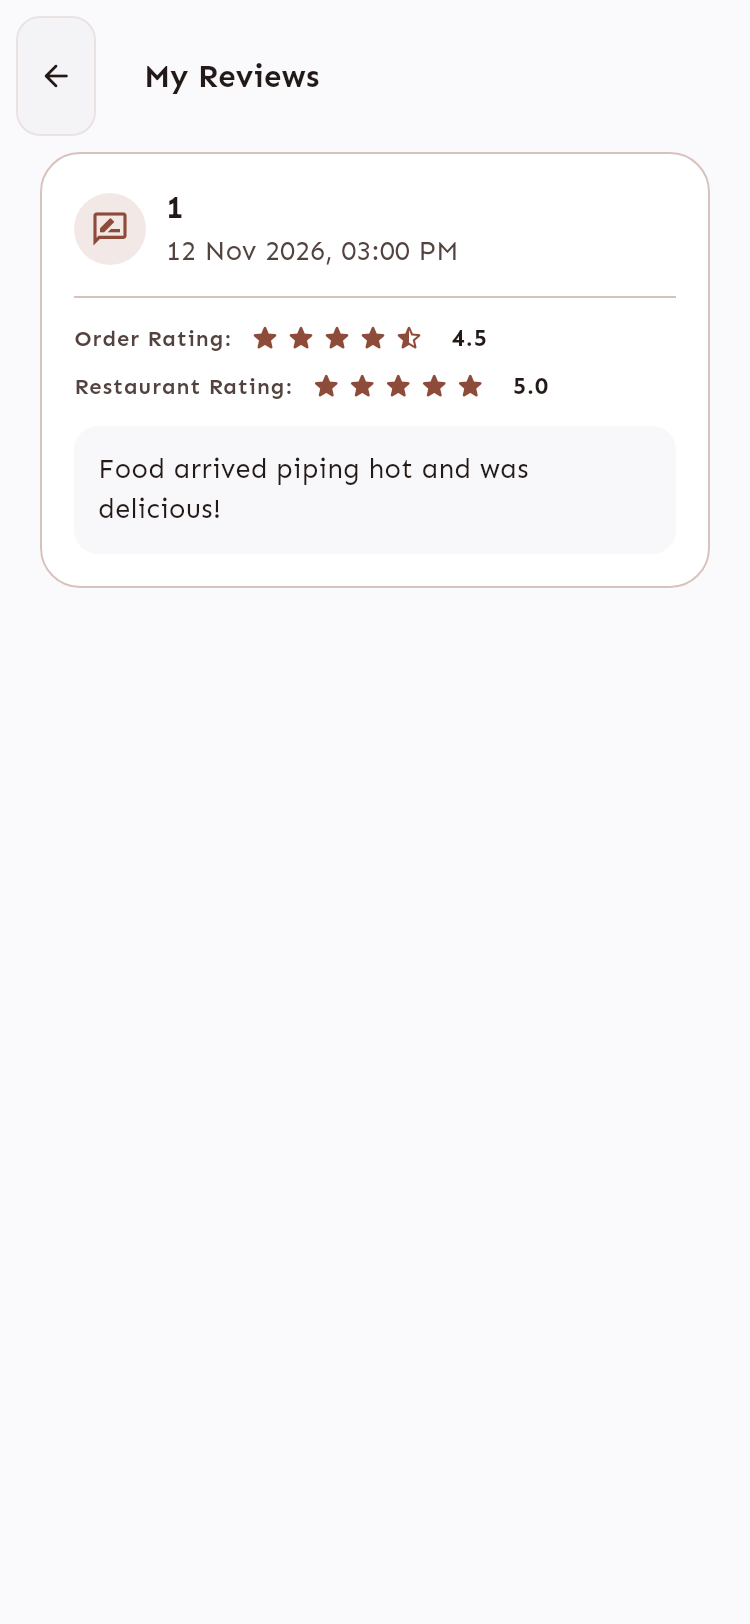 My Reviews
1
12 Nov 2026, 03:00 PM
Order Rating: 4.5
Restaurant Rating: 5.0
Food arrived piping hot and was
delicious!